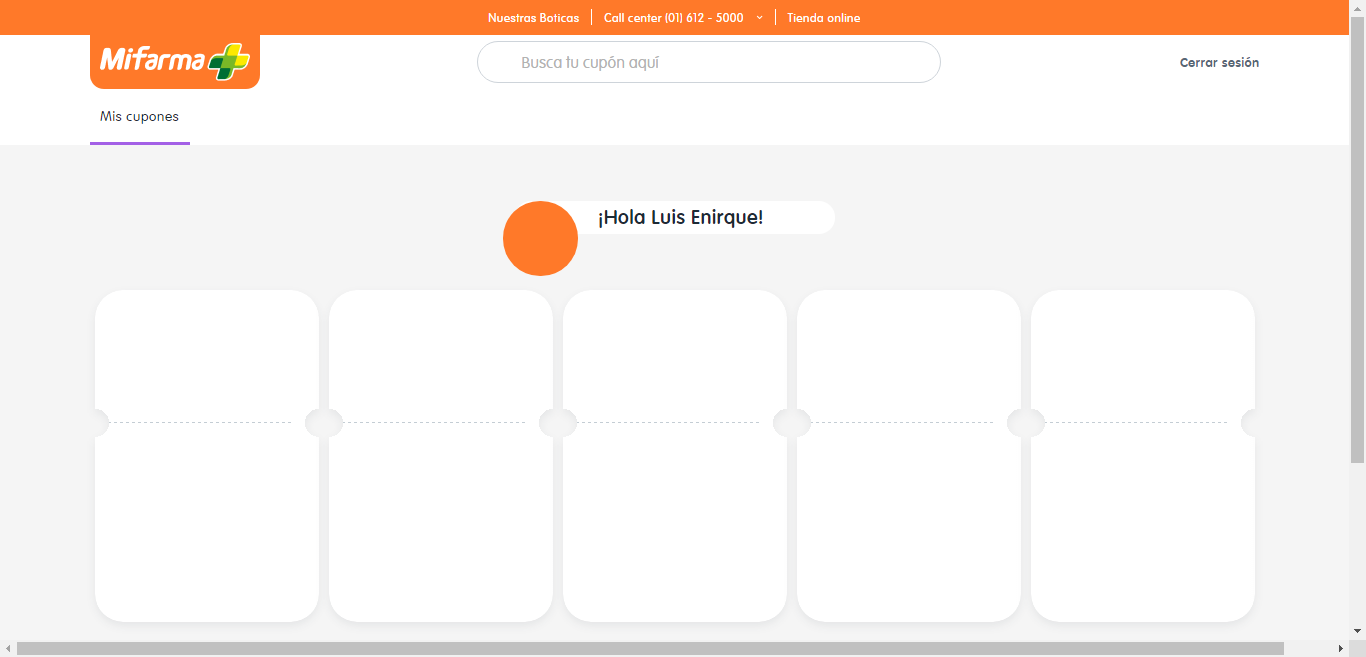 Nuestras Boticas
Call center (01) 612 - 5000
Tienda online
Mifarma
Busca tu cupón aquí
Cerrar sesión
Mis cupones
¡Hola Luis Enirque!